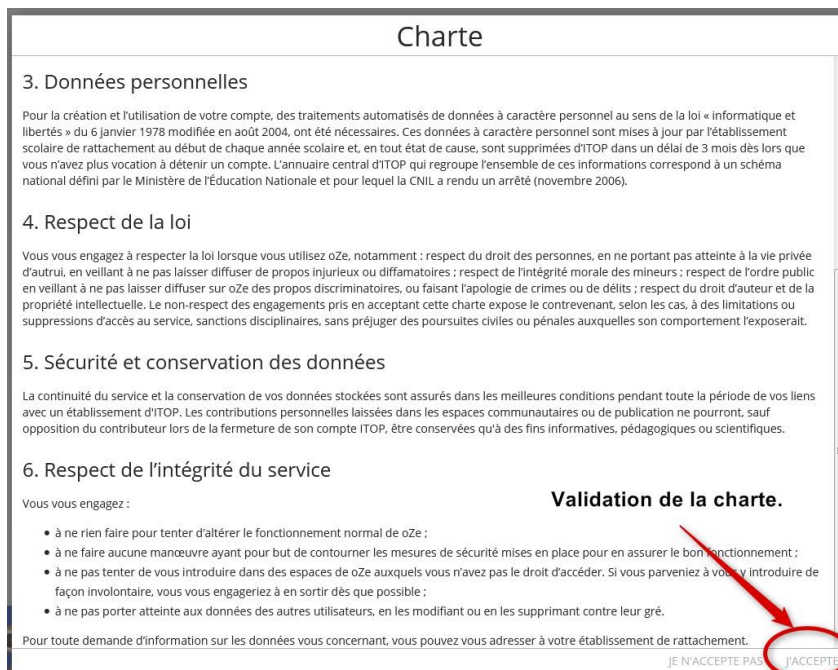 Charte
3. Données personnelles
Pour la création et l'utilisation de votre compte, des traitements automatisés de données à caractère personnel au sens de la loi « informatique et
libertés » du 6 janvier 1978 modifiée en août 2004, ont été nécessaires. Ces données à caractère personnel sont mises à jour par l'établissement
scolaire de rattachement au début de chaque année scolaire et, en tout état de cause, sont supprimées d'ITOP dans un délai de 3 mois dès lors que
vous n'avez plus vocation à détenir un compte. L'annuaire central d'ITOP qui regroupe l'ensemble de ces informations correspond à un schéma
national défini par le Ministère de l'Éducation Nationale et pour lequel la CNIL a rendu un arrêté (novembre 2006).
4. Respect de la loi
Vous vous engagez à respecter la loi lorsque vous utilisez oZe, notamment : respect du droit des personnes, en ne portant pas atteinte à la vie privée
d'autrui, en veillant à ne pas laisser diffuser de propos injurieux ou diffamatoires ; respect de l'intégrité morale des mineurs ; respect de l'ordre public
en veillant à ne pas laisser diffuser sur oZe des propos discriminatoires, ou faisant l'apologie de crimes ou de délits ; respect du droit d'auteur et de la
propriété intellectuelle. Le non-respect des engagements pris en acceptant cette charte expose le contrevenant, selon les cas, à des limitations ou
suppressions d'accès au service, sanctions disciplinaires, sans préjuger des poursuites civiles ou pénales auxquelles son comportement l'exposerait.
5. Sécurité et conservation des données
La continuité du service et la conservation de vos données stockées sont assurés dans les meilleures conditions pendant toute la période de vos liens
avec un établissement d'ITOP. Les contributions personnelles laissées dans les espaces communautaires ou de publication ne pourront, sauf
opposition du contributeur lors de la fermeture de son compte ITOP, être conservées qu'à des fins informatives, pédagogiques ou scientifiques.
6. Respect de l'intégrité du service
Vous vous engagez :
Validation de la charte.
• à ne rien faire pour tenter d'altérer le fonctionnement normal de oZe ;
• à ne faire aucune manœuvre ayant pour but de contourner les mesures de sécurité mises en place pour en assurer le bon fonctionnement ;
• à ne pas tenter de vous introduire dans des espaces de oZe auxquels vous n'avez pas le droit d'accéder. Si vous parveniez à vous y introduire de
façon involontaire, vous vous engageriez à en sortir dès que possible ;
• à ne pas porter atteinte aux données des autres utilisateurs, en les modifiant ou en les supprimant contre leur gré.
Pour toute demande d'information sur les données vous concernant, vous pouvez vous adresser à votre établissement de rattachement.
JE N'ACCEPTE PAS J'ACCEPTE